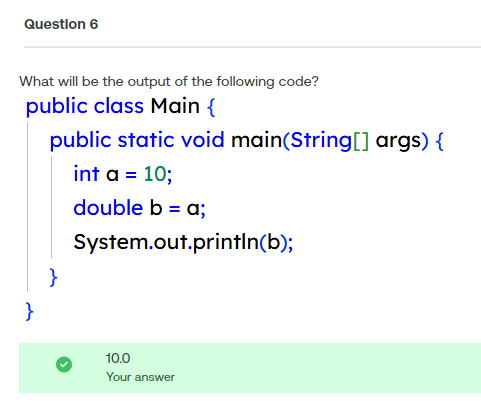 Question 6
What will be the output of the following code?
public class Main {
public static void main(String[] args) {
int a = 10;
double b = a;
System.out.println(b);
}
}
10.0
Your answer